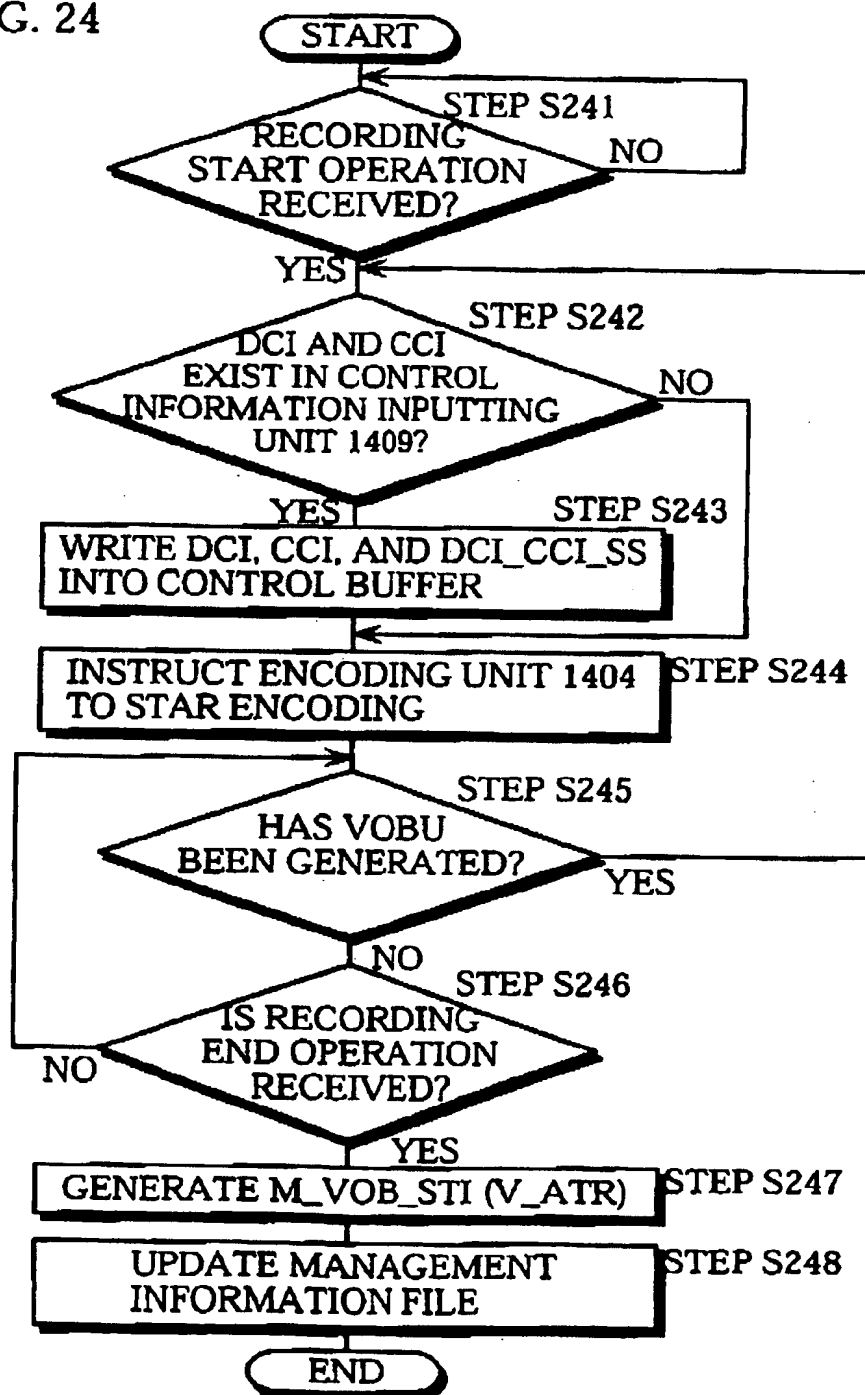 G. 24
START
STEP S241
RECORDING
START OPERATION
RECEIVED?
NO
YES
STEP S242
DCI AND CCI
EXIST IN CONTROL
INFORMATION INPUTTING
UNIT 1409?
NO
YES
STEP S243
WRITE DCI, CCI, AND DCI_CCI_SS
INTO CONTROL BUFFER
INSTRUCT ENCODING UNIT 1404
TO STAR ENCODING
STEP S244
STEP S245
HAS VOBU
BEEN GENERATED?
YES
NO
STEP S246
IS RECORDING
END OPERATION
RECEIVED?
NO
YES
GENERATE M_VOB_STI (V_ATR)
STEP S247
UPDATE MANAGEMENT
INFORMATION FILE
STEP S248
END